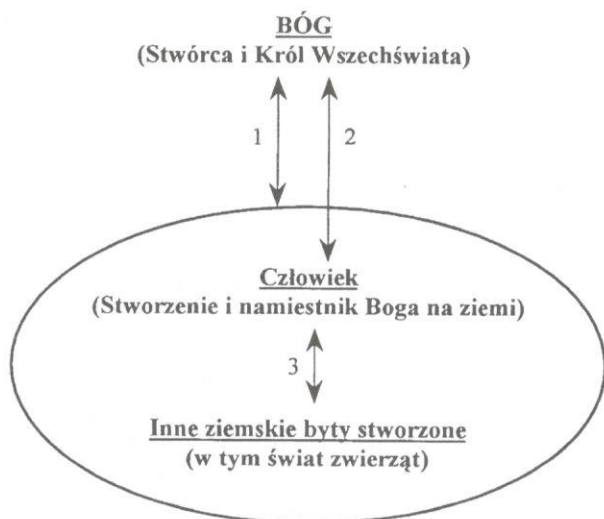 BÓG
(Stwórca i Król Wszechświata)
1 2
Człowiek
(Stworzenie i namiestnik Boga na ziemi)
3
Inne ziemskie byty stworzone
(w tym świat zwierząt)